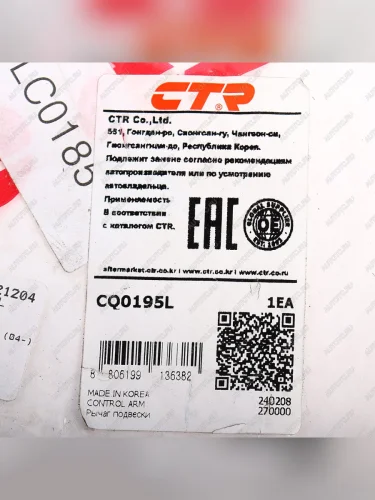 CTR®
CTR Co.,Ltd.
551, Гонгдан-ро, Сеонгсан-гу, Чангвон-си,
Гиеонгсангнам-до, Республика Корея.
Подлежит замене согласно рекомендациям
автопроизводителя или по усмотрению
автовладельца.
Применяемость
В соответствии
с каталогом CTR.
EAC
GLOBAL SUPPLIER
OE
aftermarket.ctr.co.kr I www.ctr.co.kr I www.ctr.co.ru
CQ0195L
1EA
8 806199 136382
MADE IN KOREA
CONTROL ARM
Рычаг подвески
240208
270000
LC0185
21204
(04-)